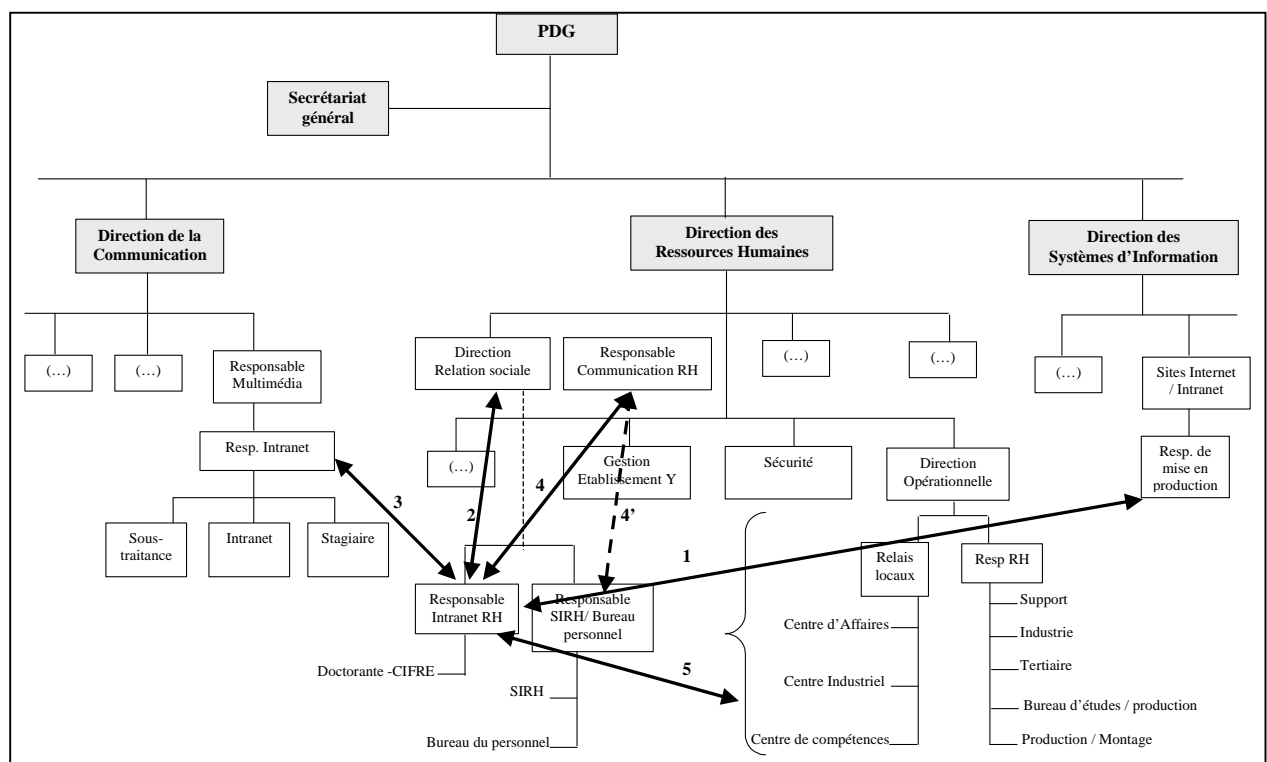 PDG
Secrétariat
général
Direction de la
Communication
Direction des
Ressources Humaines
Direction des
Systèmes d'Information
(…)
(…)
Responsable
Multimédia
Direction
Relation sociale
Responsable
Communication RH
(…)
(…)
(…)
Sites Internet
/ Intranet
Resp. Intranet
(…)
Gestion
Etablissement Y
Sécurité
Direction
Opérationnelle
Resp. de
mise en
production
3
2
4
4’
1
Sous-
traitance
Intranet
Stagiaire
Relais
locaux
Resp RH
Responsable
Intranet RH
Responsable
SIRH/ Bureau
personnel
Support
Centre d’Affaires
Industrie
Tertiaire
Doctorante -CIFRE
5
SIRH
Centre Industriel
Bureau d’études / production
Bureau du personnel
Centre de compétences
Production / Montage